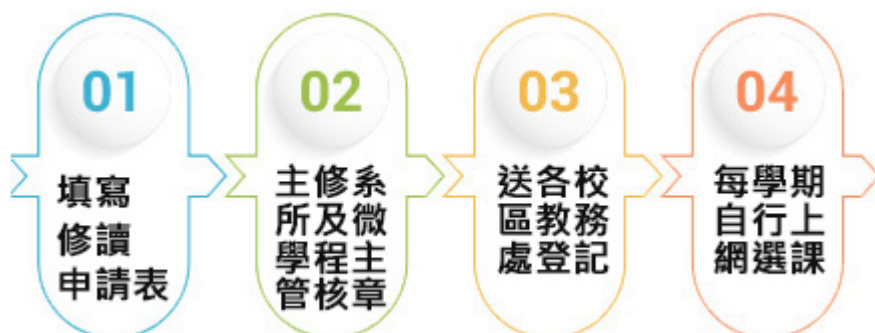 01
填寫
修讀
申請表
02
主修系
所及微
學程主
管核章
03
送各校
區教務
處登記
04
每學期
自行上
網選課